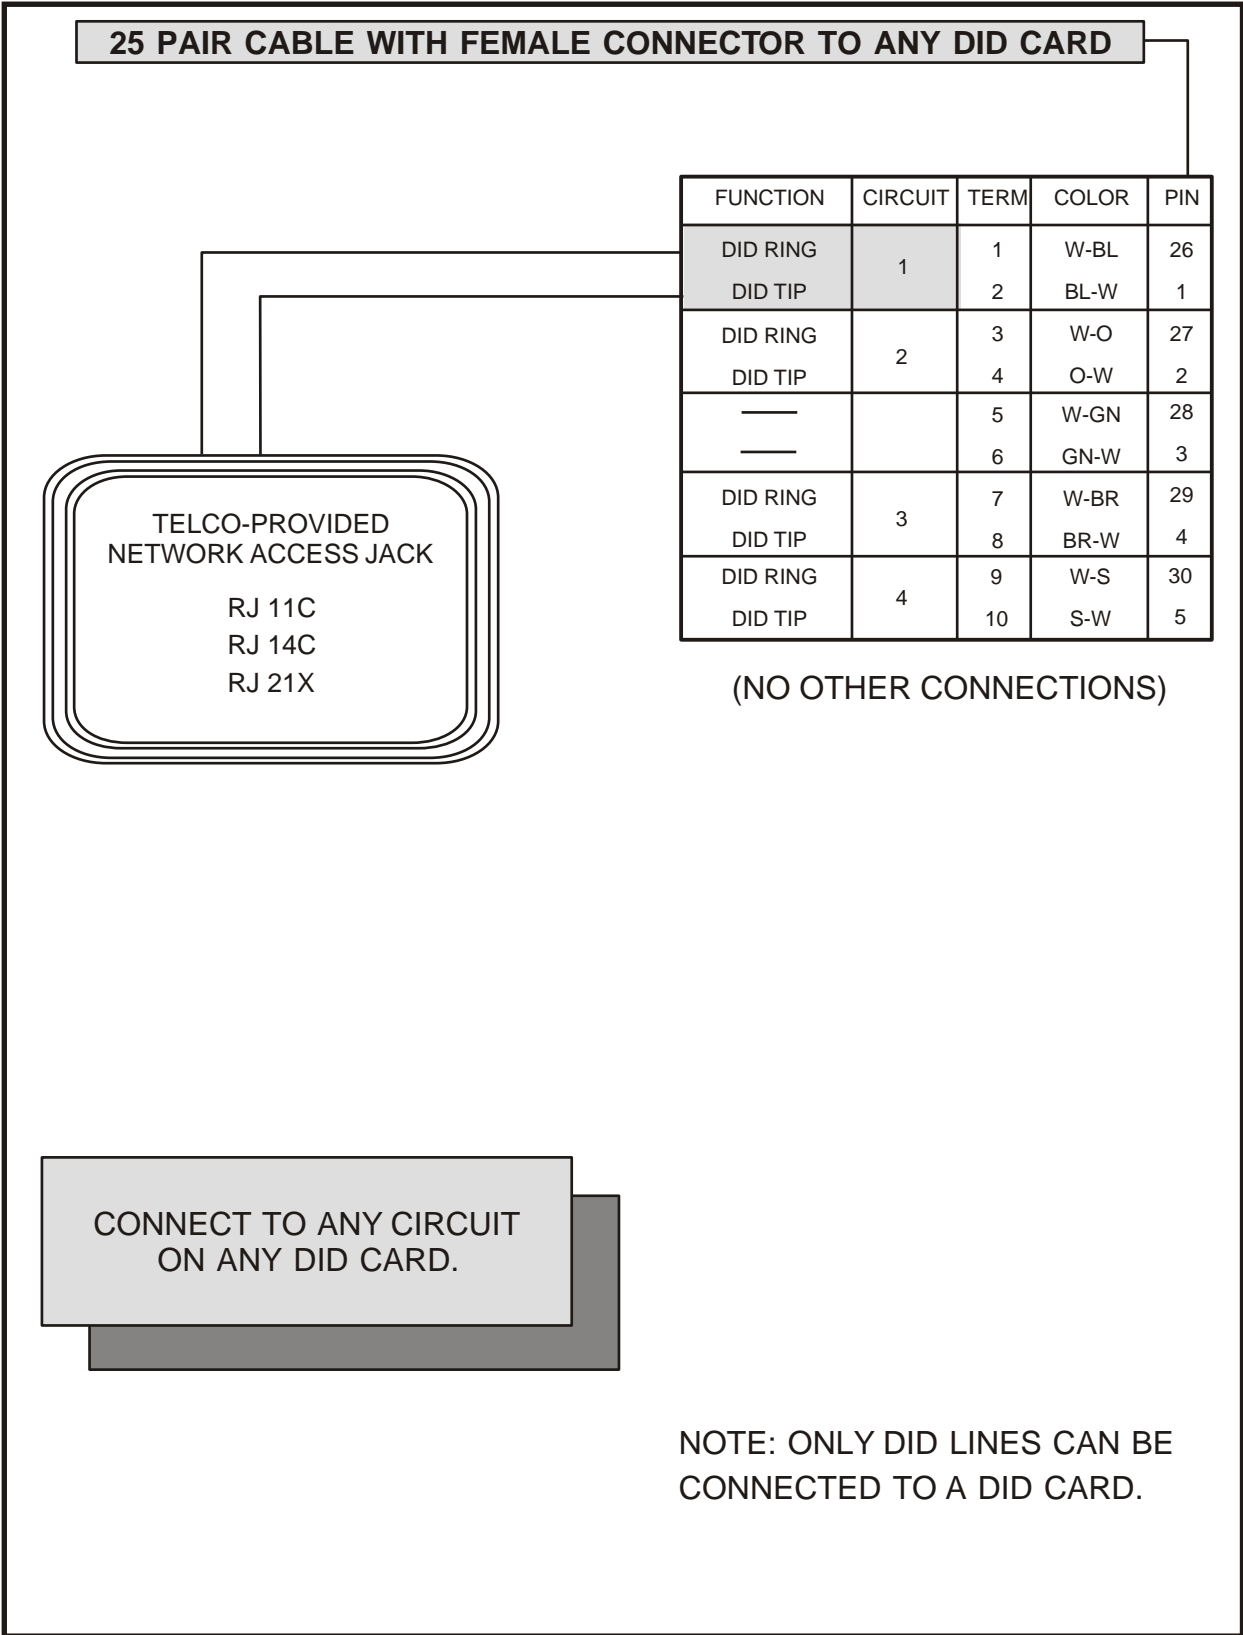 25 PAIR CABLE WITH FEMALE CONNECTOR TO ANY DID CARD
FUNCTION CIRCUIT TERM COLOR PIN
DID RING 1 1 W-BL 26
DID TIP 2 BL-W 1
DID RING 2 3 W-O 27
DID TIP 4 O-W 2
5 W-GN 28
6 GN-W 3
DID RING 3 7 W-BR 29
DID TIP 8 BR-W 4
DID RING 4 9 W-S 30
DID TIP 10 S-W 5
(NO OTHER CONNECTIONS)
TELCO-PROVIDED
NETWORK ACCESS JACK
RJ 11C
RJ 14C
RJ 21X
CONNECT TO ANY CIRCUIT
ON ANY DID CARD.
NOTE: ONLY DID LINES CAN BE
CONNECTED TO A DID CARD.